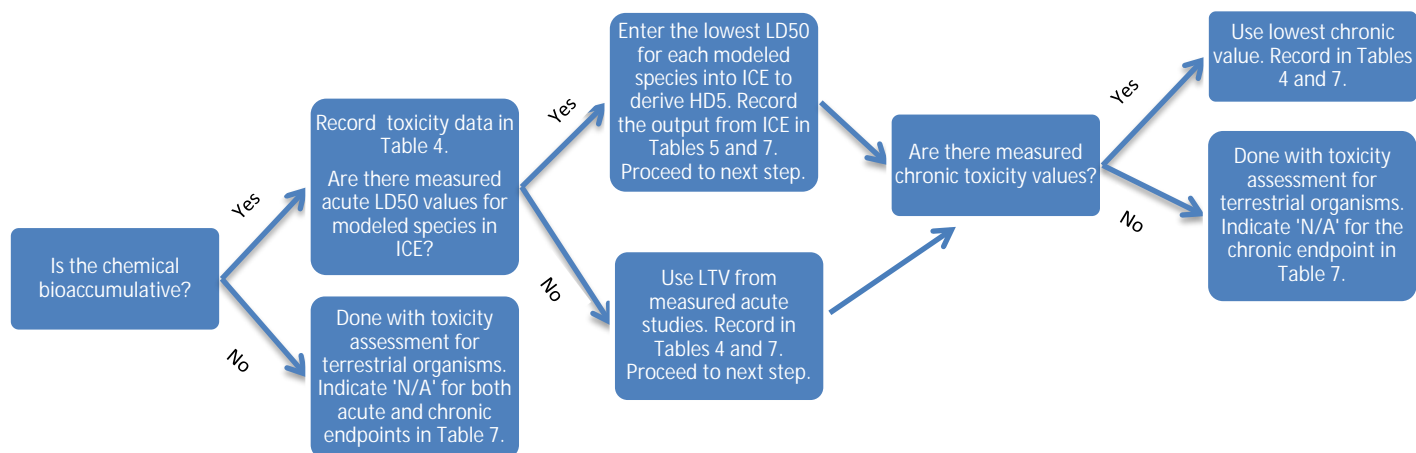 Is the chemical
bioaccumulative?
Yes
No
Record toxicity data in
Table 4.
Are there measured
acute LD50 values for
modeled species in
ICE?
Done with toxicity
assessment for
terrestrial organisms.
Indicate 'N/A' for both
acute and chronic
endpoints in Table 7.
Yes
No
Enter the lowest LD50
for each modeled
species into ICE to
derive HD5. Record
the output from ICE in
Tables 5 and 7.
Proceed to next step.
Use LTV from
measured acute
studies. Record in
Tables 4 and 7.
Proceed to next step.
Are there measured
chronic toxicity values?
Yes
No
Use lowest chronic
value. Record in Tables
4 and 7.
Done with toxicity
assessment for
terrestrial organisms.
Indicate 'N/A' for the
chronic endpoint in
Table 7.